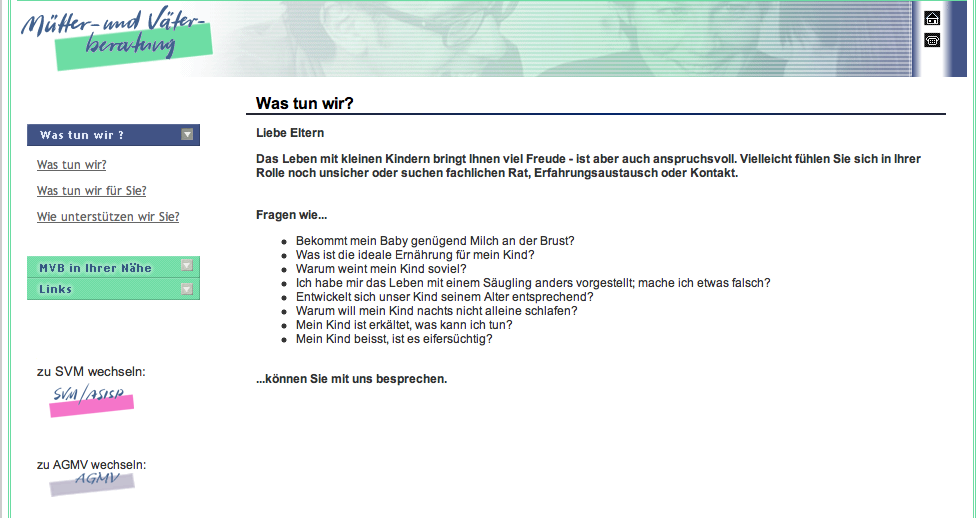 Mütter- und Väter-
beratung
Was tun wir ?
Was tun wir?
Was tun wir für Sie?
Wie unterstützen wir Sie?
MVB in Ihrer Nähe
Links
zu SVM wechseln:
SVM/ASISP
zu AGMV wechseln:
AGMV
Was tun wir?
Liebe Eltern
Das Leben mit kleinen Kindern bringt Ihnen viel Freude - ist aber auch anspruchsvoll. Vielleicht fühlen Sie sich in Ihrer
Rolle noch unsicher oder suchen fachlichen Rat, Erfahrungsaustausch oder Kontakt.
Fragen wie...
Bekommt mein Baby genügend Milch an der Brust?
Was ist die ideale Ernährung für mein Kind?
Warum weint mein Kind soviel?
Ich habe mir das Leben mit einem Säugling anders vorgestellt; mache ich etwas falsch?
Entwickelt sich unser Kind seinem Alter entsprechend?
Warum will mein Kind nachts nicht alleine schlafen?
Mein Kind ist erkältet, was kann ich tun?
Mein Kind beisst, ist es eifersüchtig?
...können Sie mit uns besprechen.